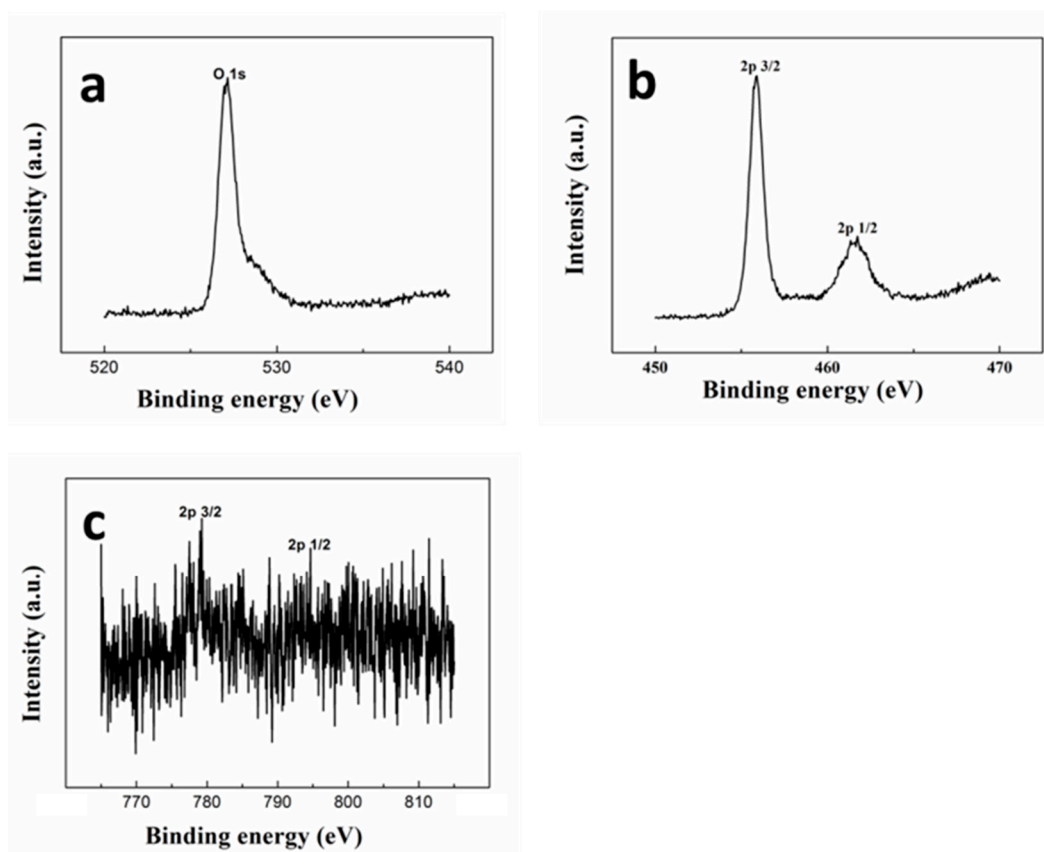 a
O 1s
Intensity (a.u.)
520 530 540
Binding energy (eV)
b
2p 3/2
2p 1/2
Intensity (a.u.)
450 460 470
Binding energy (eV)
c
2p 3/2
2p 1/2
Intensity (a.u.)
770 780 790 800 810
Binding energy (eV)